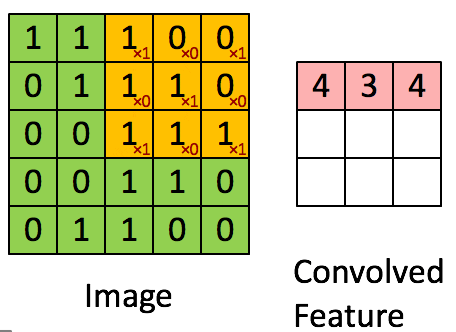 1 1 1×1 0×0 0×1
0 1 1×0 1×1 0×0
0 0 1×1 1×0 1×1
0 0 1 1 0
0 1 1 0 0
Image
4 3 4
Convolved
Feature